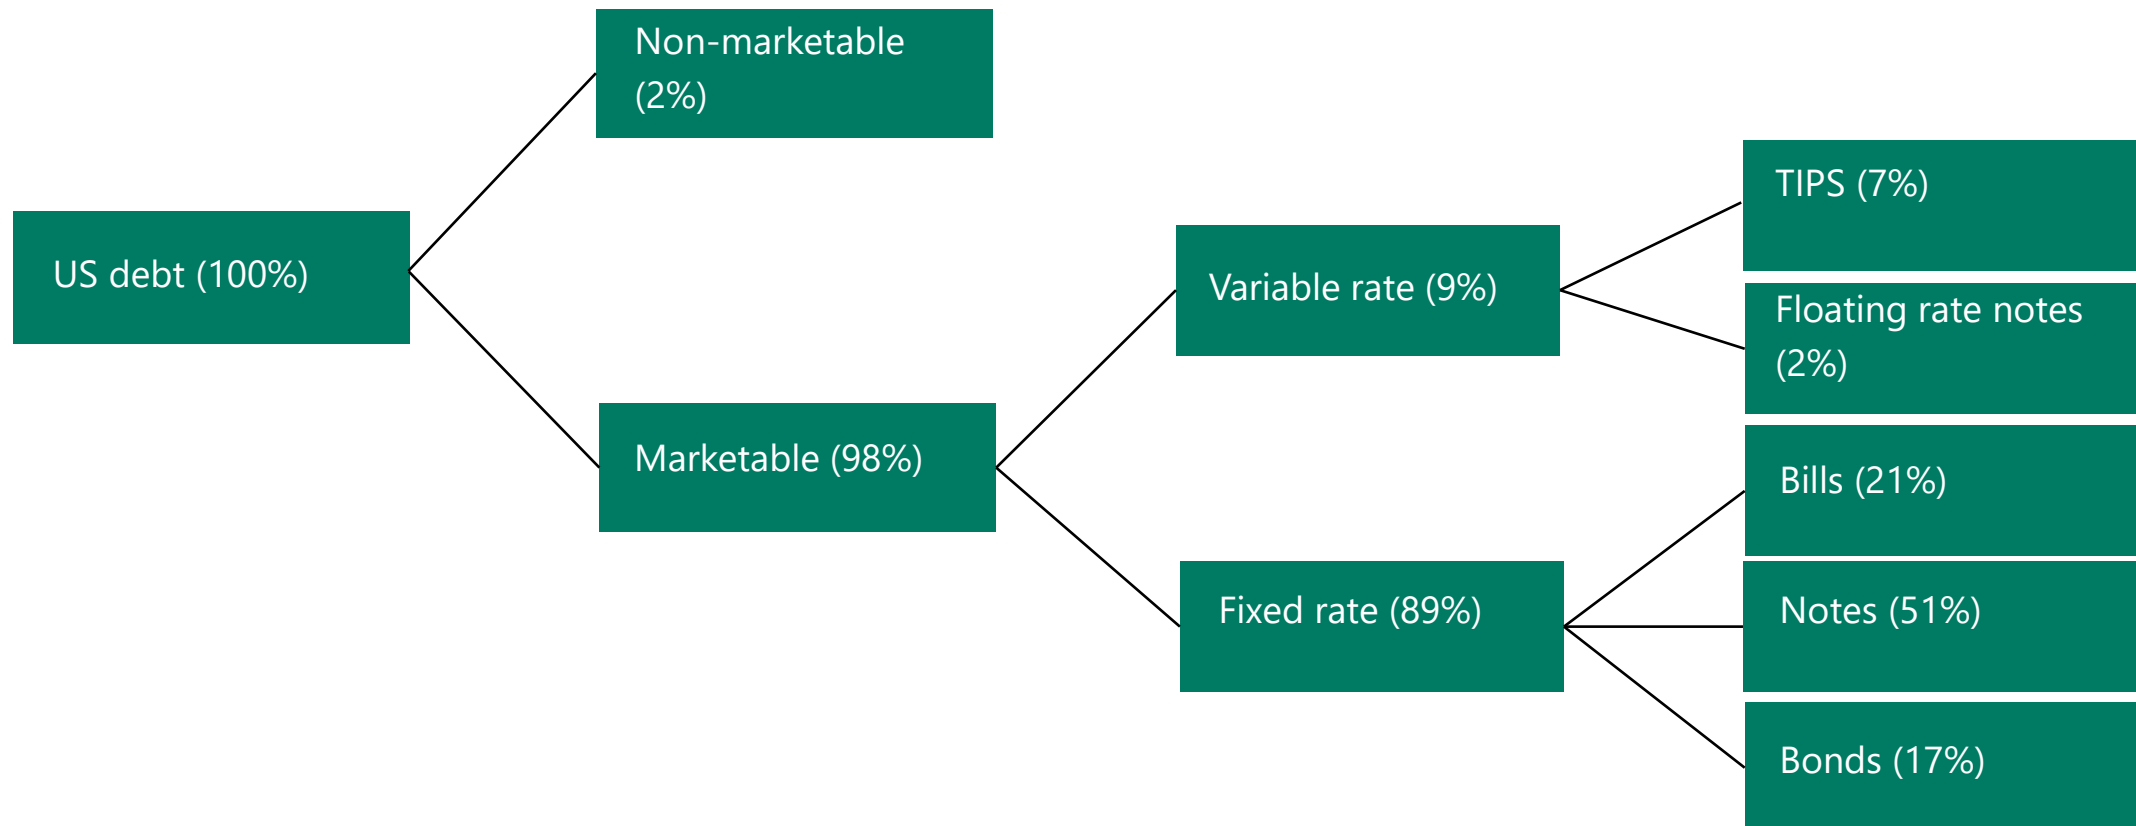 Non-marketable
(2%)
TIPS (7%)
US debt (100%)
Variable rate (9%)
Floating rate notes
(2%)
Marketable (98%)
Bills (21%)
Fixed rate (89%)
Notes (51%)
Bonds (17%)